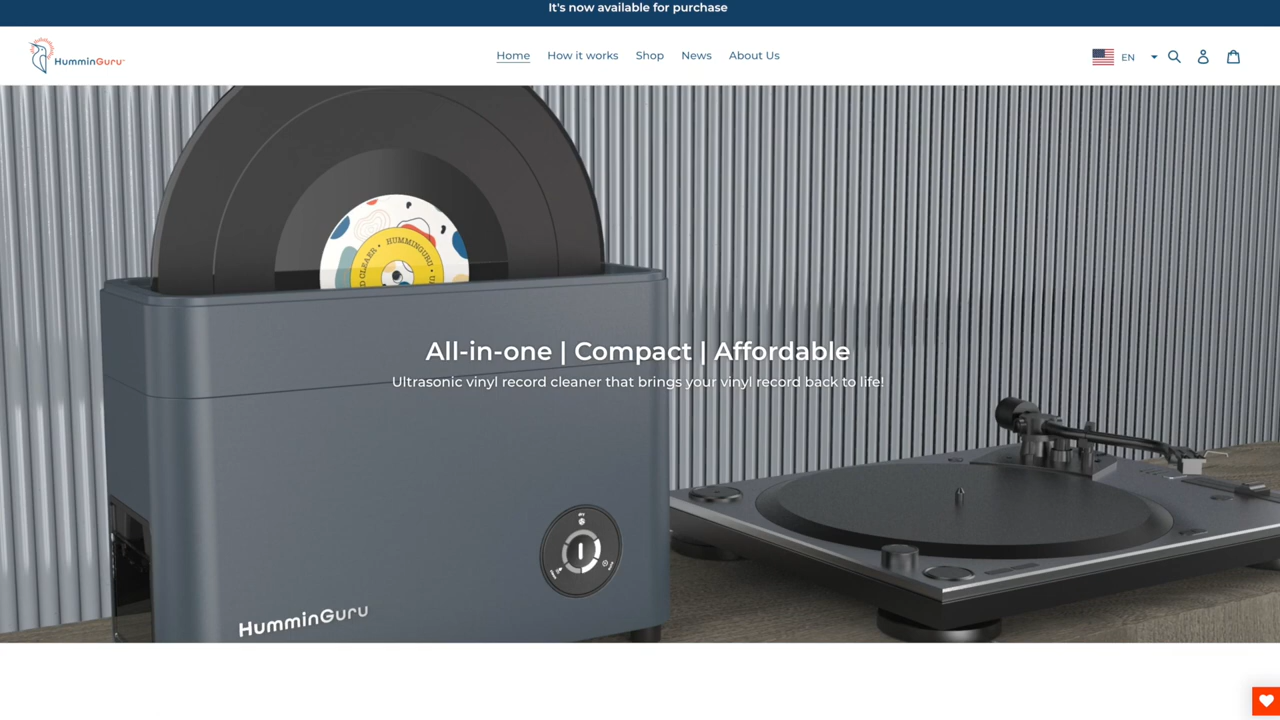 It's now available for purchase
HumminGuru
Home How it works Shop News About Us
EN
HUMMINGURU
All-in-one | Compact | Affordable
Ultrasonic vinyl record cleaner that brings your vinyl record back to life!
HumminGuru